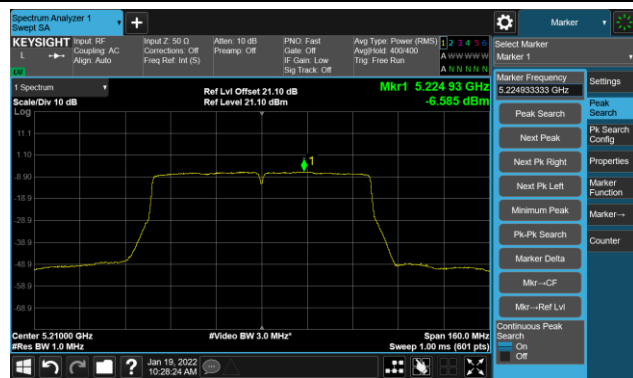 Spectrum Analyzer 1
Swept SA
Marker
KEYSIGHT
L
LV
Input: RF
Coupling: AC
Align: Auto
Input Z: 50 Ω
Corrections: Off
Freq Ref: Int (S)
Atten: 10 dB
Preamp: Off
PNO: Fast
Gate: Off
IF Gain: Low
Sig Track: Off
Avg Type: Power (RMS)
Avg|Hold: 400/400
Trig: Free Run
1 2 3 4 5 6
A W W W W W
A N N N N N
Select Marker
Marker 1
1 Spectrum
Scale/Div 10 dB
Log
Ref Lvl Offset 21.10 dB
Ref Level 21.10 dBm
Mkr1 5.224 93 GHz
-6.585 dBm
11.1
1.10
-8.90
-18.9
-28.9
-38.9
-48.9
-58.9
-68.9
1
Center 5.21000 GHz
#Res BW 1.0 MHz
#Video BW 3.0 MHz*
Span 160.0 MHz
Sweep 1.00 ms (601 pts)
Marker Frequency
5.224933333 GHz
Peak Search
Next Peak
Next Pk Right
Next Pk Left
Minimum Peak
Pk-Pk Search
Marker Delta
Mkr→CF
Mkr→Ref Lvl
Continuous Peak
Search
On
Off
Settings
Peak
Search
Pk Search
Config
Properties
Marker
Function
Marker→
Counter
?
Jan 19, 2022
10:28:24 AM